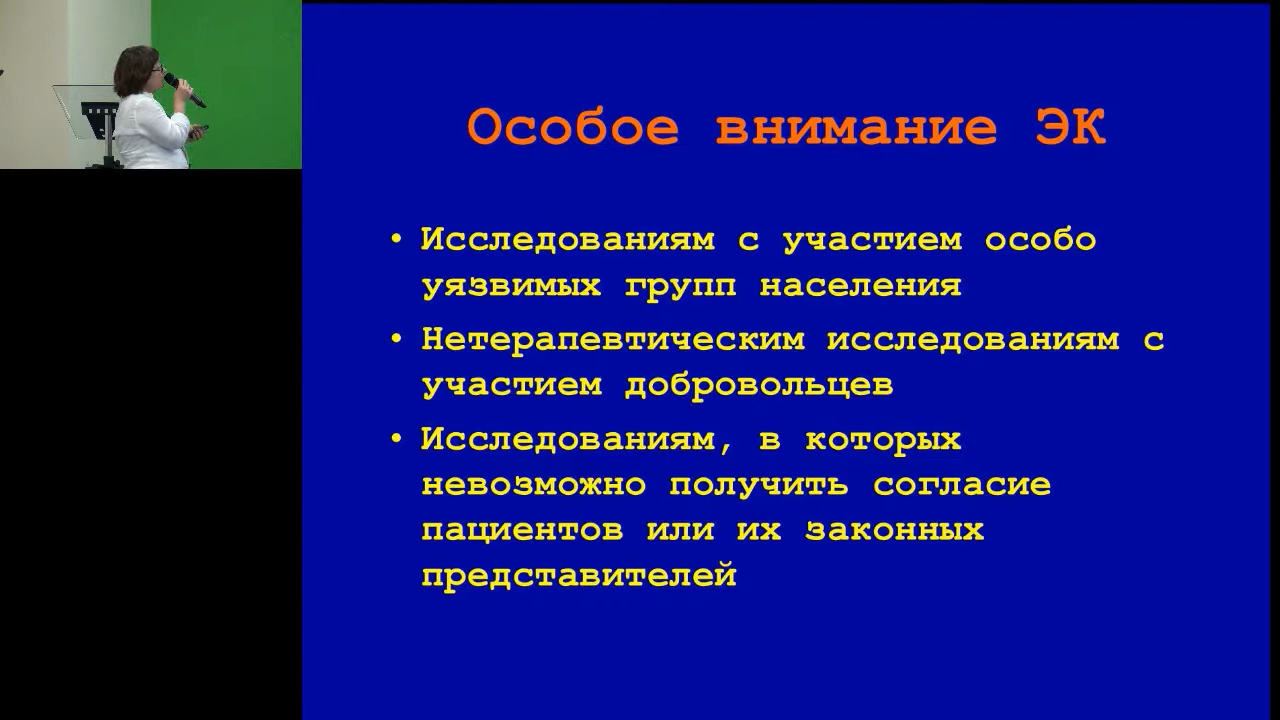 Особое внимание ЭК
• Исследованиям с участием особо
уязвимых групп населения
• Нетерапевтическим исследованиям с
участием добровольцев
• Исследованиям, в которых
невозможно получить согласие
пациентов или их законных
представителей